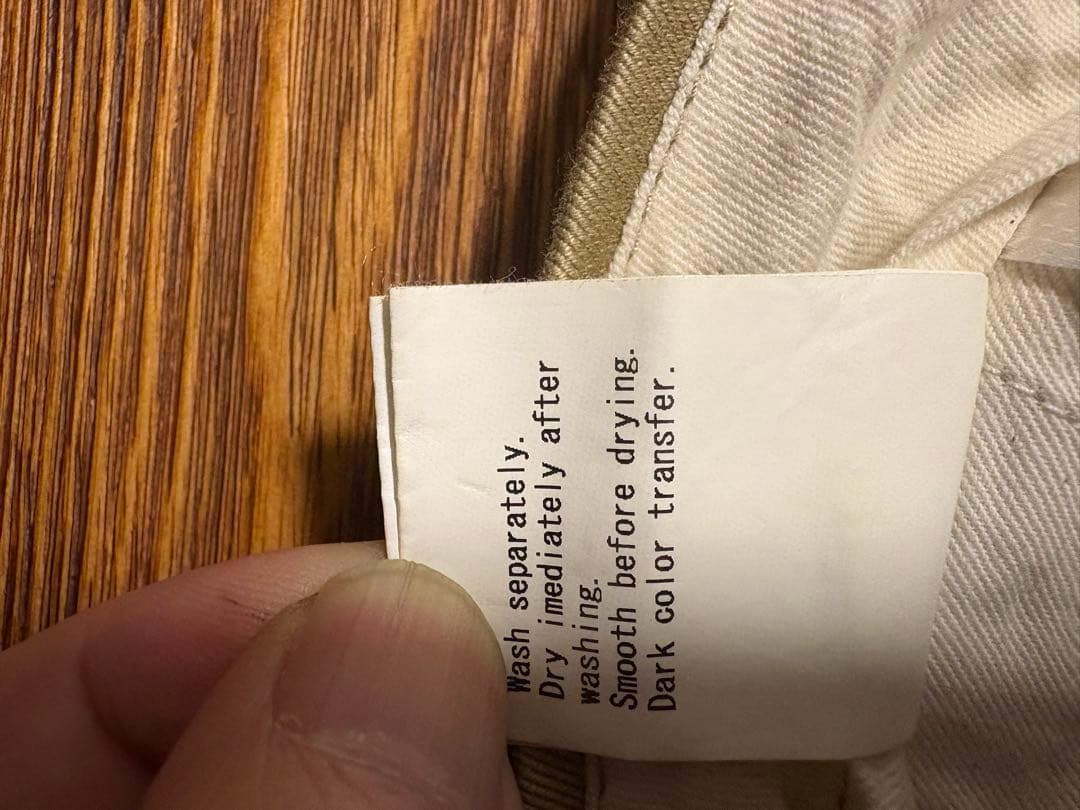 Wash separately.
Dry imediately after
washing.
Smooth before drying.
Dark color transfer.